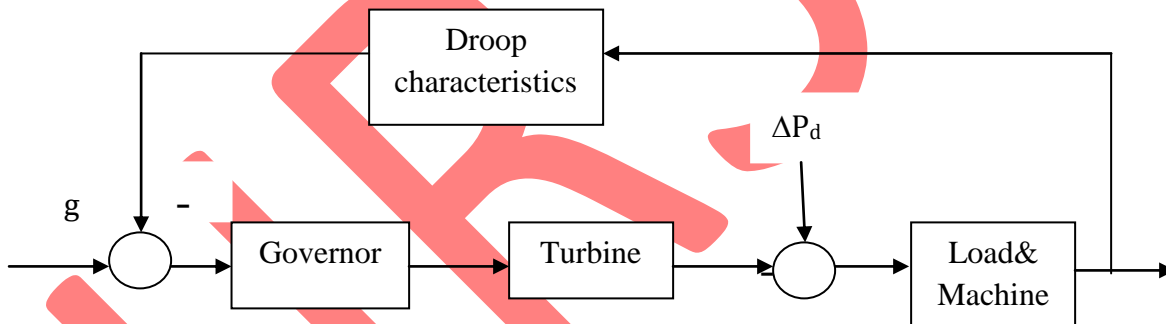 Droop
characteristics
ΔPd
g
-
Governor
Turbine
-
Load&
Machine